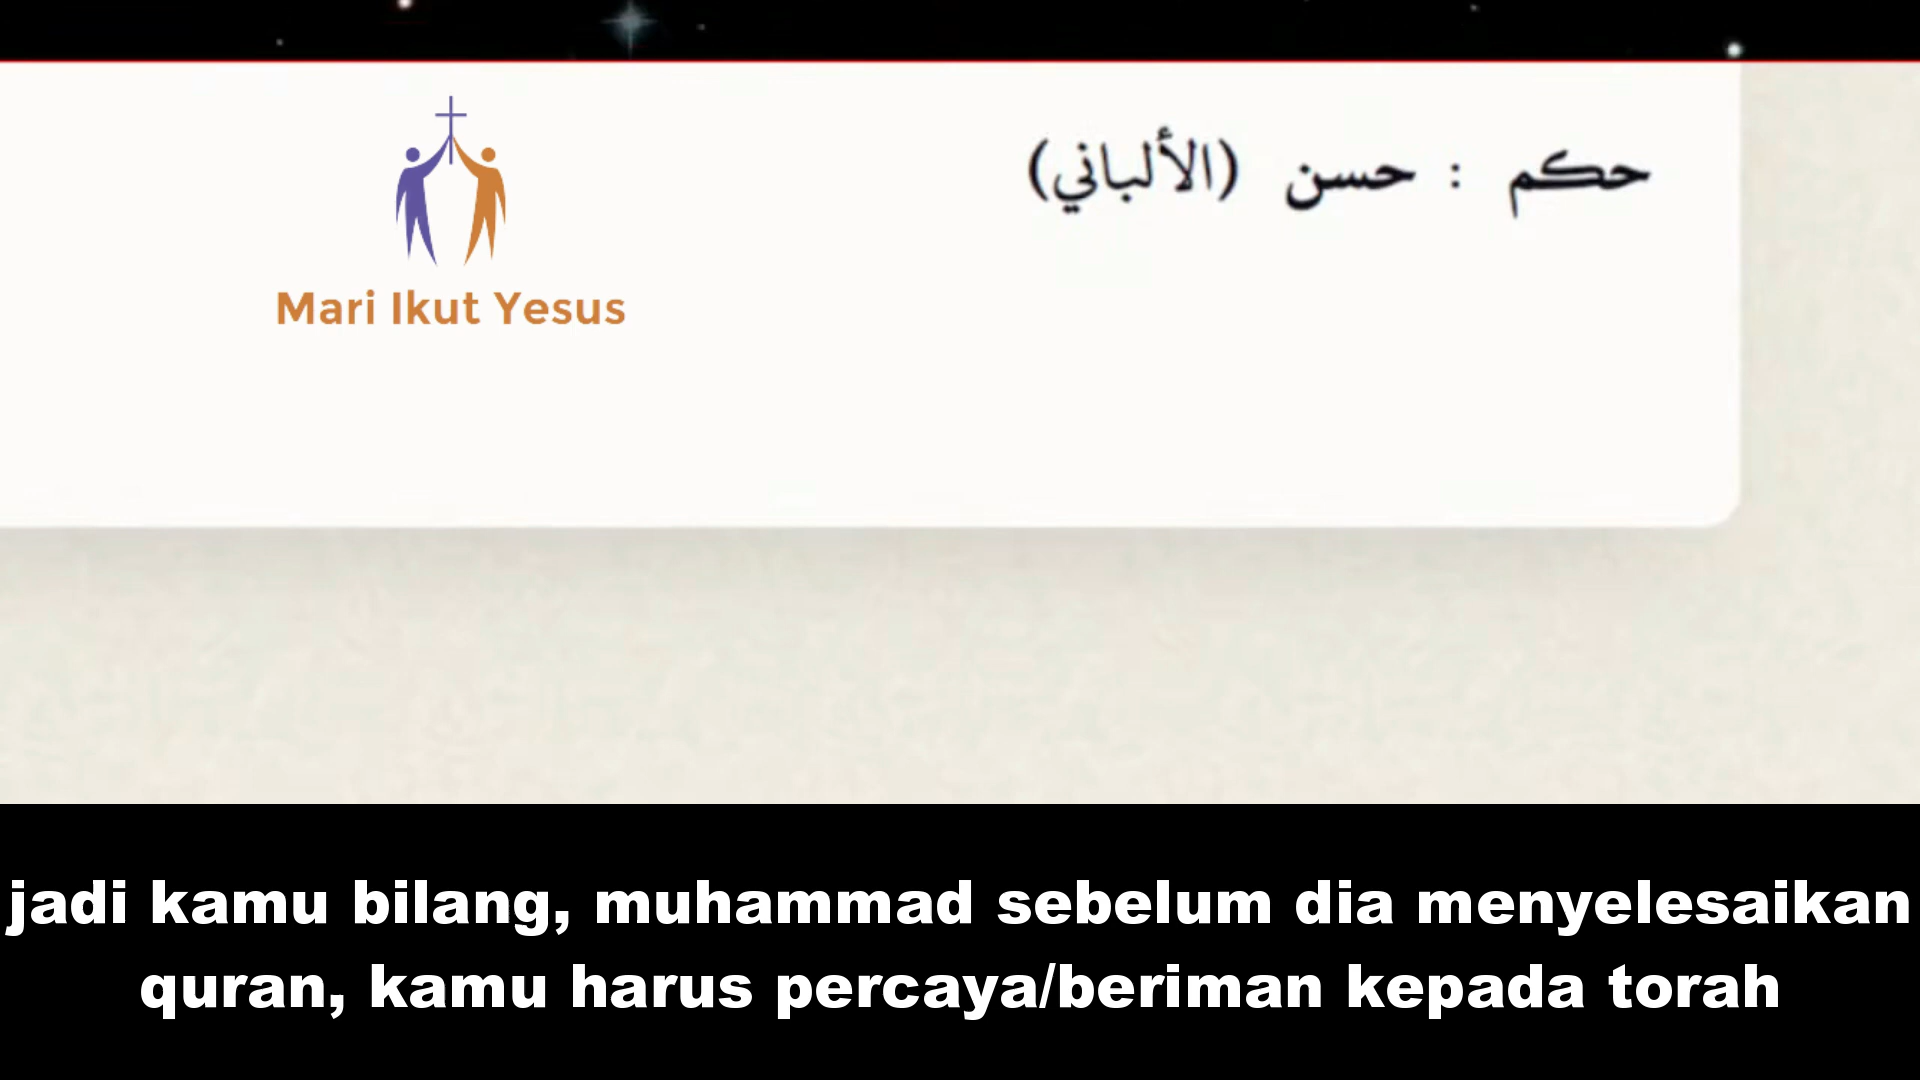 حكم : حسن (الألباني)
Mari Ikut Yesus
jadi kamu bilang, muhammad sebelum dia menyelesaikan
quran, kamu harus percaya/beriman kepada torah